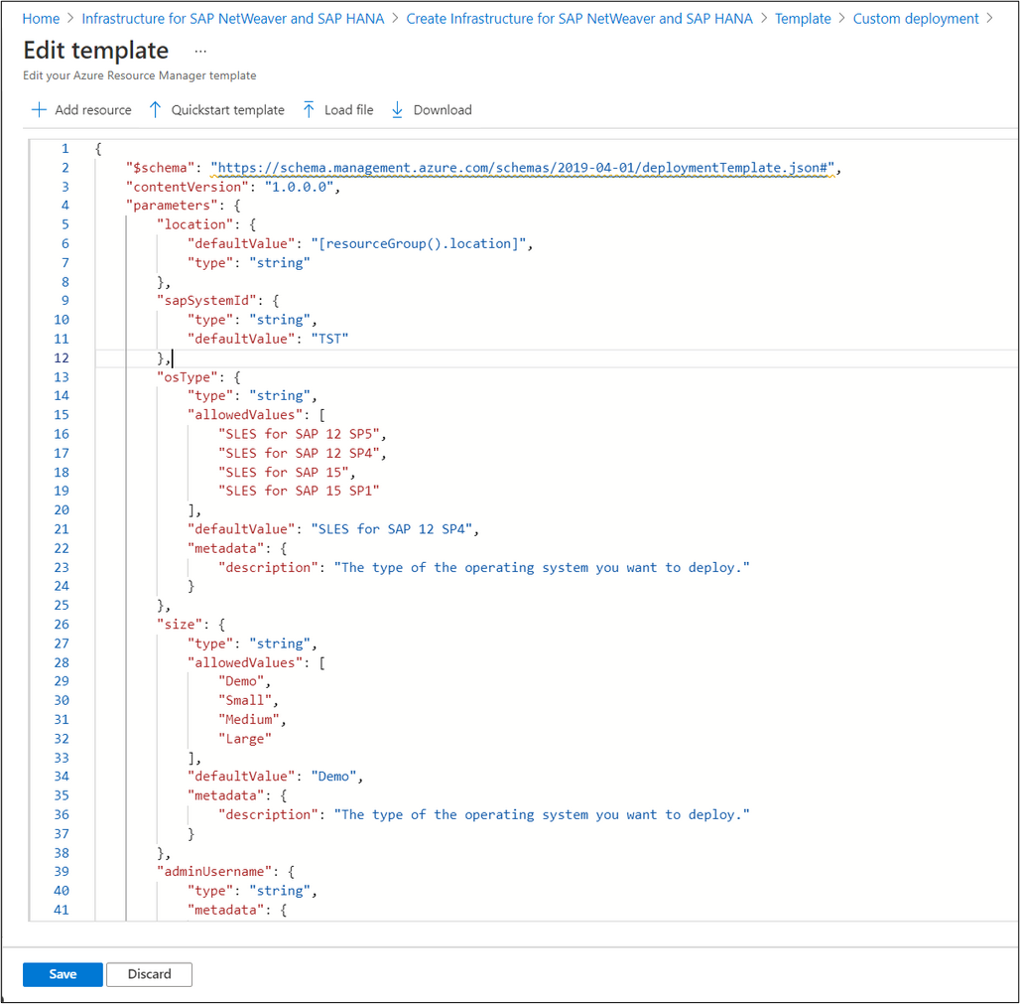 Home > Infrastructure for SAP NetWeaver and SAP HANA > Create Infrastructure for SAP NetWeaver and SAP HANA > Template > Custom deployment >
Edit template ...
Edit your Azure Resource Manager template
Add resource Quickstart template Load file Download
1 {
2 "$schema": "https://schema.management.azure.com/schemas/2019-04-01/deploymentTemplate.json#",
3 "contentVersion": "1.0.0.0",
4 "parameters": {
5 "location": {
6 "defaultValue": "[resourceGroup().location]",
7 "type": "string"
8 },
9 "sapSystemId": {
10 "type": "string",
11 "defaultValue": "TST"
12 },
13 "osType": {
14 "type": "string",
15 "allowedValues": [
16 "SLES for SAP 12 SP5",
17 "SLES for SAP 12 SP4",
18 "SLES for SAP 15",
19 "SLES for SAP 15 SP1"
20 ],
21 "defaultValue": "SLES for SAP 12 SP4",
22 "metadata": {
23 "description": "The type of the operating system you want to deploy."
24 }
25 },
26 "size": {
27 "type": "string",
28 "allowedValues": [
29 "Demo",
30 "Small",
31 "Medium",
32 "Large"
33 ],
34 "defaultValue": "Demo",
35 "metadata": {
36 "description": "The type of the operating system you want to deploy."
37 }
38 },
39 "adminUsername": {
40 "type": "string",
41 "metadata": {
Save Discard